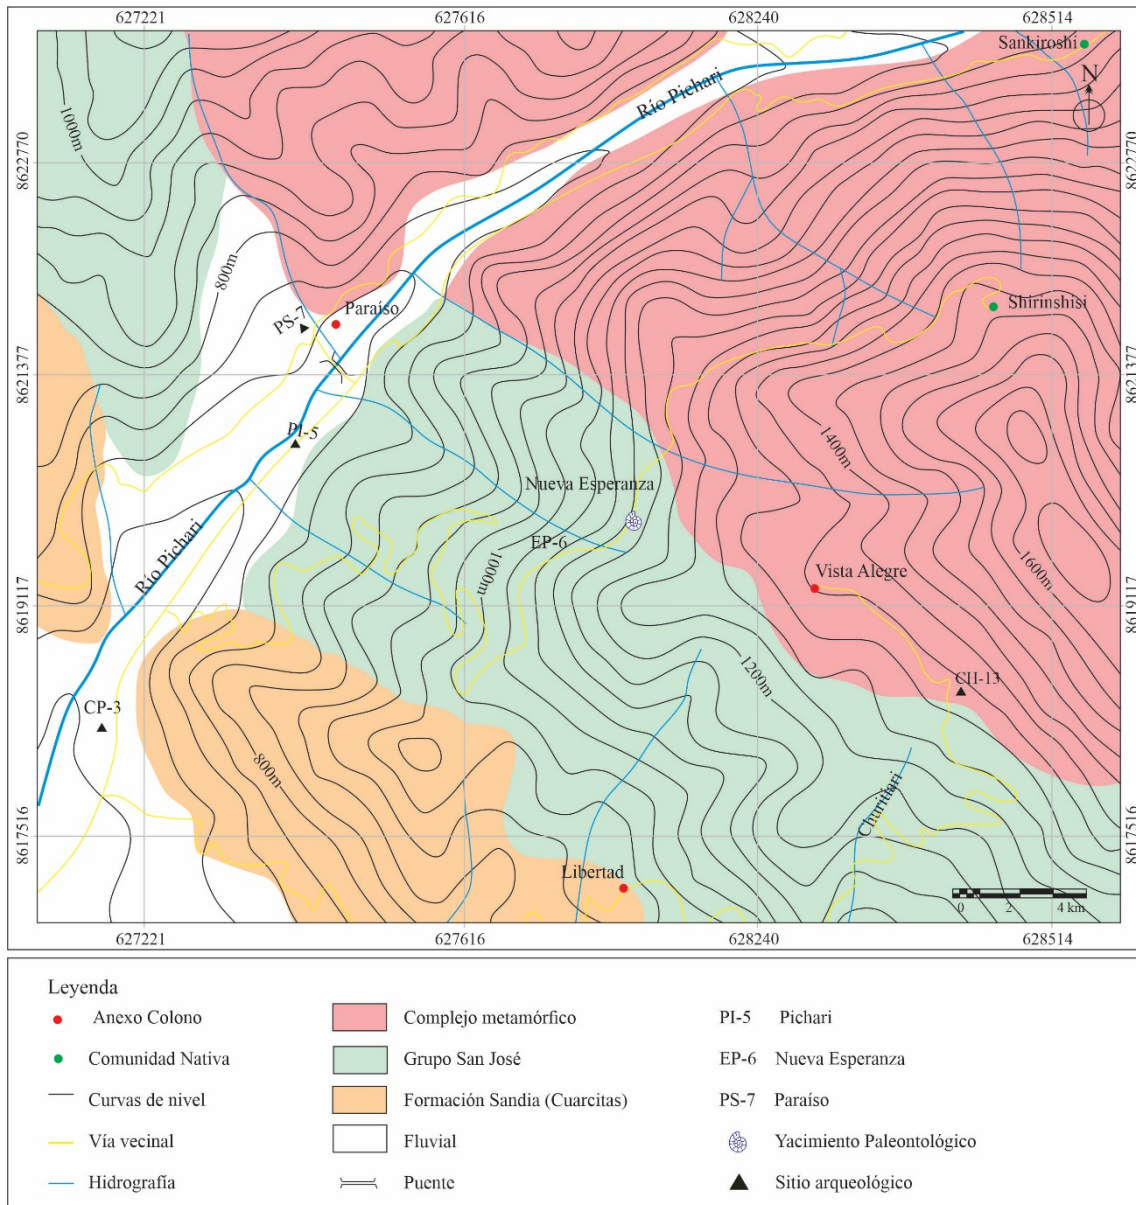 627221 627616 628240 628514
Sankiroshi
N
Río Pichari
1000m
8622770 8622770
800m
PS-7
Paraíso
Shirinshisi
8621377 8621377
PI-5
1400m
Nueva Esperanza
EP-6
Río Pichari
1000m
1600m
Vista Alegre
8619117 8619117
1200m
CH-13
CP-3
800m
Churitiari
8617516 8617516
Libertad
0 2 4 km
627221 627616 628240 628514
Leyenda
Anexo Colono
Comunidad Nativa
Curvas de nivel
Vía vecinal
Hidrografía
Complejo metamórfico
Grupo San José
Formación Sandia (Cuarcitas)
Fluvial
Puente
PI-5 Pichari
EP-6 Nueva Esperanza
PS-7 Paraíso
Yacimiento Paleontológico
Sitio arqueológico